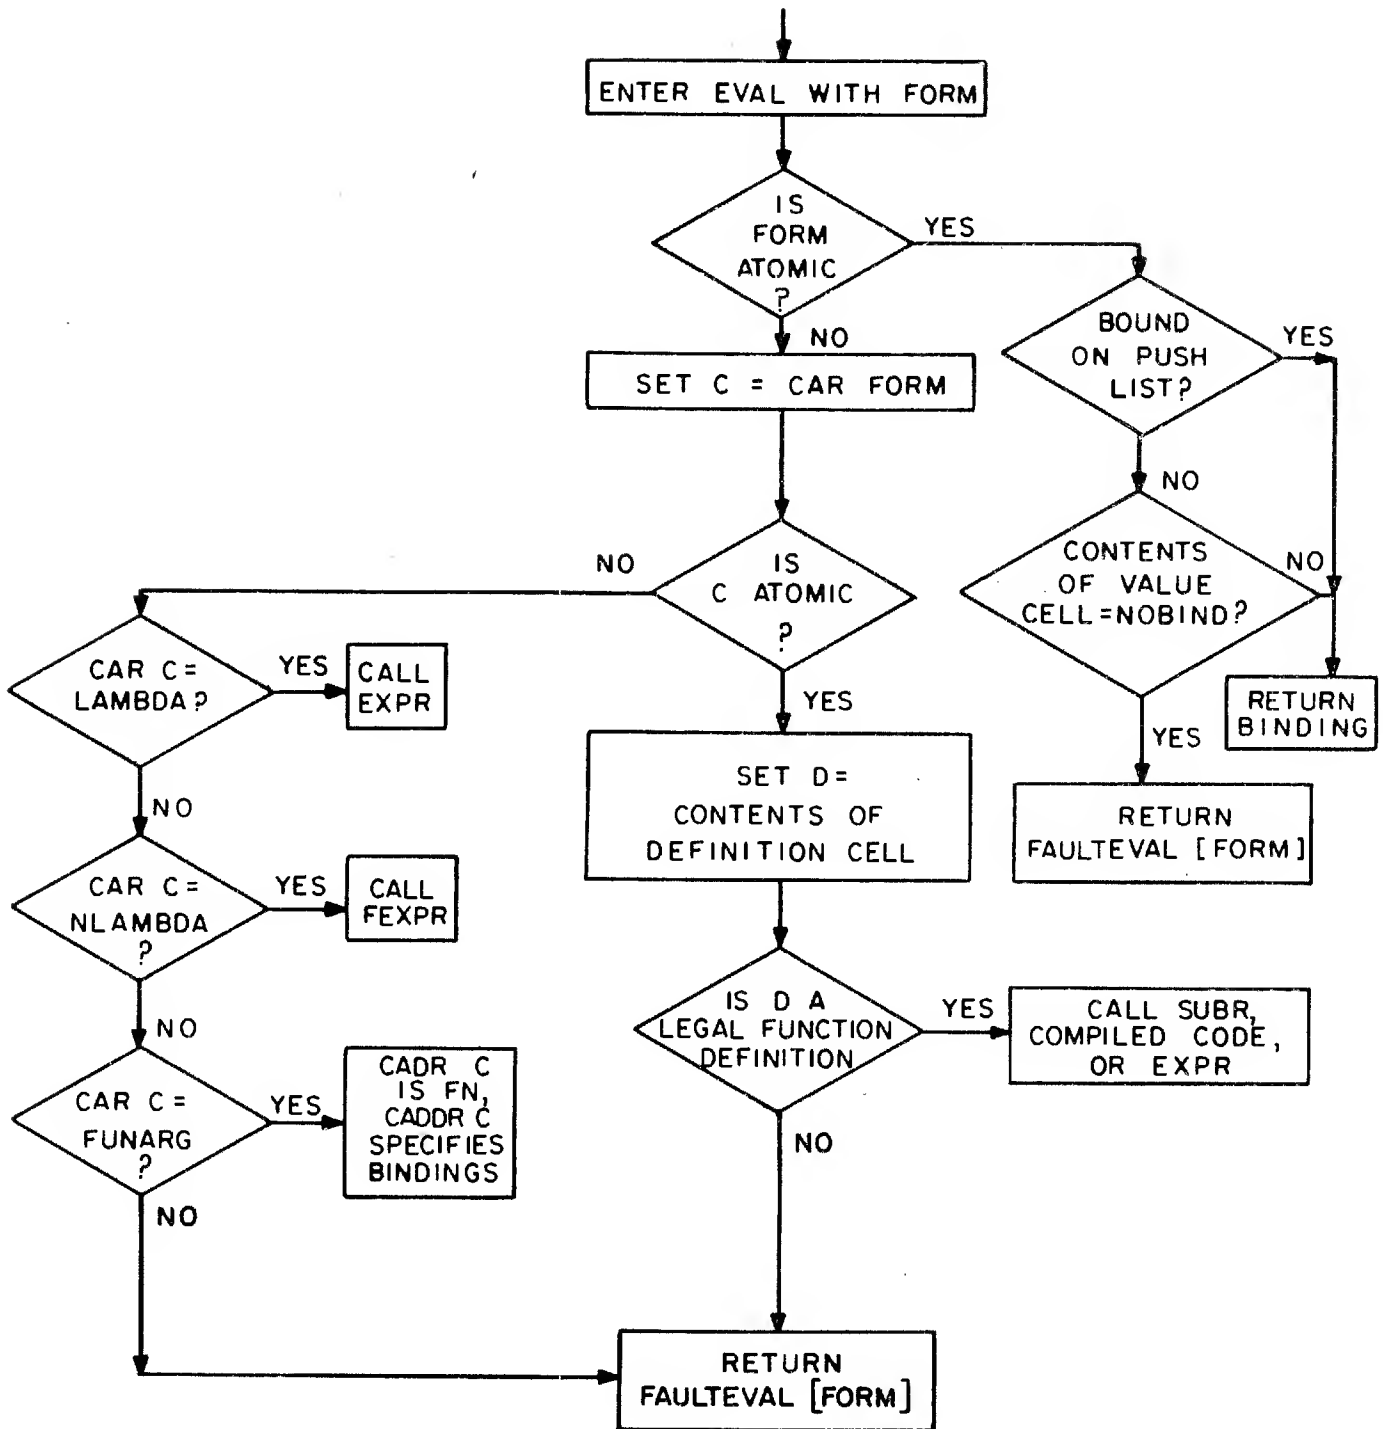 ENTER EVAL WITH FORM
IS
FORM
ATOMIC
?
YES
NO
BOUND
ON PUSH
LIST?
YES
NO
SET C = CAR FORM
CONTENTS
OF VALUE
CELL=NOBIND?
NO
YES
RETURN
BINDING
RETURN
FAULTEVAL [FORM]
IS
C ATOMIC
?
NO
YES
CAR C=
LAMBDA?
YES
CALL
EXPR
NO
SET D=
CONTENTS OF
DEFINITION CELL
CAR C=
NLAMBDA
?
YES
CALL
FEXPR
NO
IS D A
LEGAL FUNCTION
DEFINITION
YES
CALL SUBR,
COMPILED CODE,
OR EXPR
NO
CAR C=
FUNARG
?
YES
CADR C
IS FN,
CADDR C
SPECIFIES
BINDINGS
NO
RETURN
FAULTEVAL [FORM]